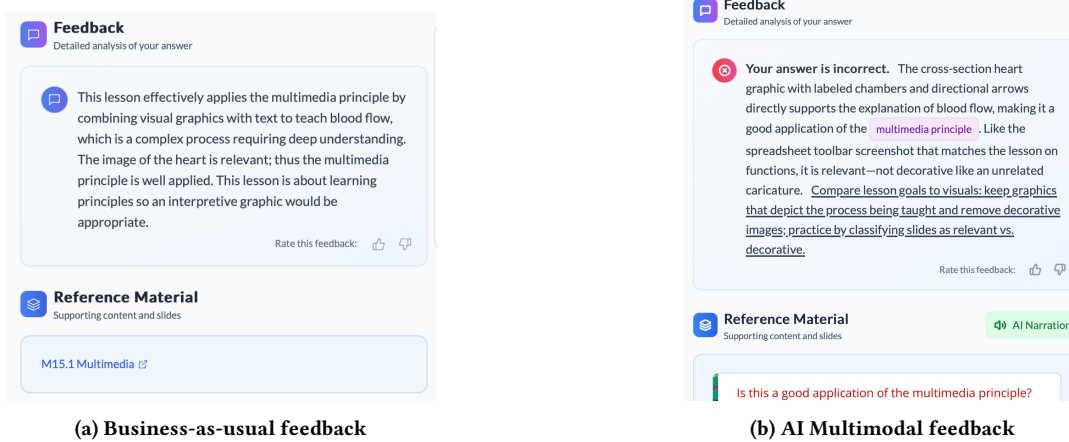 Feedback
Detailed analysis of your answer
This lesson effectively applies the multimedia principle by
combining visual graphics with text to teach blood flow,
which is a complex process requiring deep understanding.
The image of the heart is relevant; thus the multimedia
principle is well applied. This lesson is about learning
principles so an interpretive graphic would be
appropriate.
Rate this feedback:
Reference Material
Supporting content and slides
M15.1 Multimedia
(a) Business-as-usual feedback
Feedback
Detailed analysis of your answer
Your answer is incorrect. The cross-section heart
graphic with labeled chambers and directional arrows
directly supports the explanation of blood flow, making it a
good application of the multimedia principle . Like the
spreadsheet toolbar screenshot that matches the lesson on
functions, it is relevant—not decorative like an unrelated
caricature. Compare lesson goals to visuals: keep graphics
that depict the process being taught and remove decorative
images; practice by classifying slides as relevant vs.
decorative.
Rate this feedback:
Reference Material
Supporting content and slides
AI Narration
Is this a good application of the multimedia principle?
(b) AI Multimodal feedback